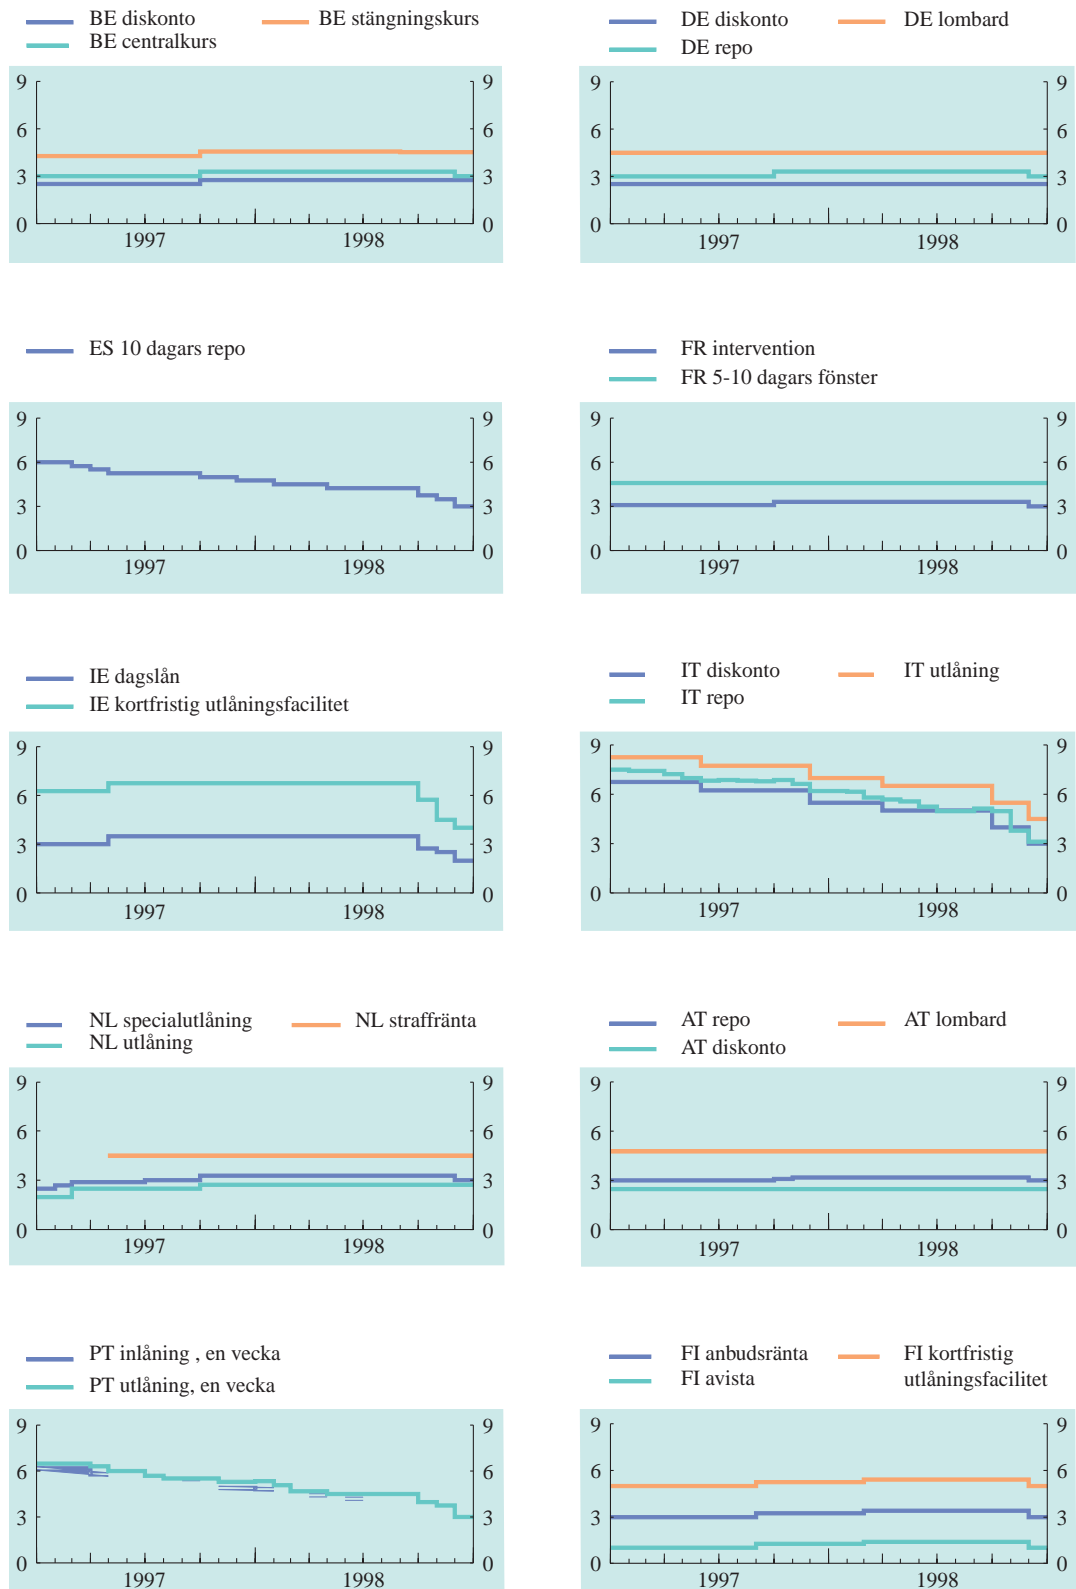 BE diskonto BE stängningskurs
BE centralkurs
9 9
6 6
3 3
0 0
1997 1998
DE diskonto DE lombard
DE repo
9 9
6 6
3 3
0 0
1997 1998
ES 10 dagars repo
9 9
6 6
3 3
0 0
1997 1998
FR intervention
FR 5-10 dagars fönster
9 9
6 6
3 3
0 0
1997 1998
IE dagslån
IE kortfristig utlåningsfacilitet
9 9
6 6
3 3
0 0
1997 1998
IT diskonto IT utlåning
IT repo
9 9
6 6
3 3
0 0
1997 1998
NL specialutlåning NL straffränta
NL utlåning
9 9
6 6
3 3
0 0
1997 1998
AT repo AT lombard
AT diskonto
9 9
6 6
3 3
0 0
1997 1998
PT inlåning , en vecka
PT utlåning, en vecka
9 9
6 6
3 3
0 0
1997 1998
FI anbudsränta FI kortfristig
FI avista utlåningsfacilitet
9 9
6 6
3 3
0 0
1997 1998